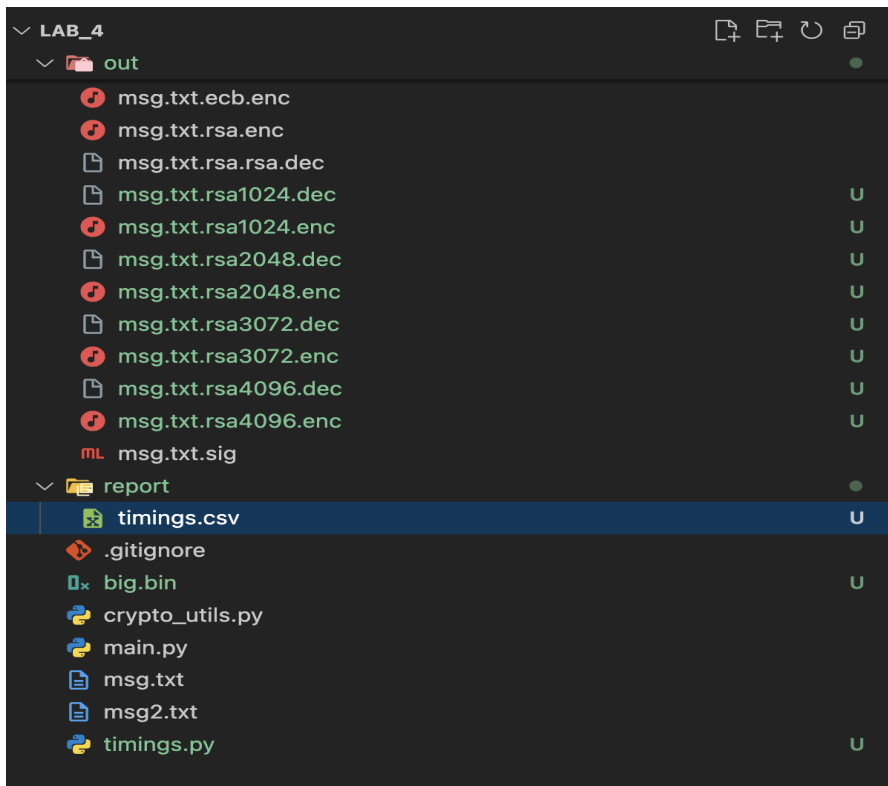 LAB_4
out
msg.txt.ecb.enc
msg.txt.rsa.enc
msg.txt.rsa.rsa.dec
msg.txt.rsa1024.dec U
msg.txt.rsa1024.enc U
msg.txt.rsa2048.dec U
msg.txt.rsa2048.enc U
msg.txt.rsa3072.dec U
msg.txt.rsa3072.enc U
msg.txt.rsa4096.dec U
msg.txt.rsa4096.enc U
ML msg.txt.sig
report
timings.csv U
.gitignore
big.bin U
crypto_utils.py
main.py
msg.txt
msg2.txt
timings.py U